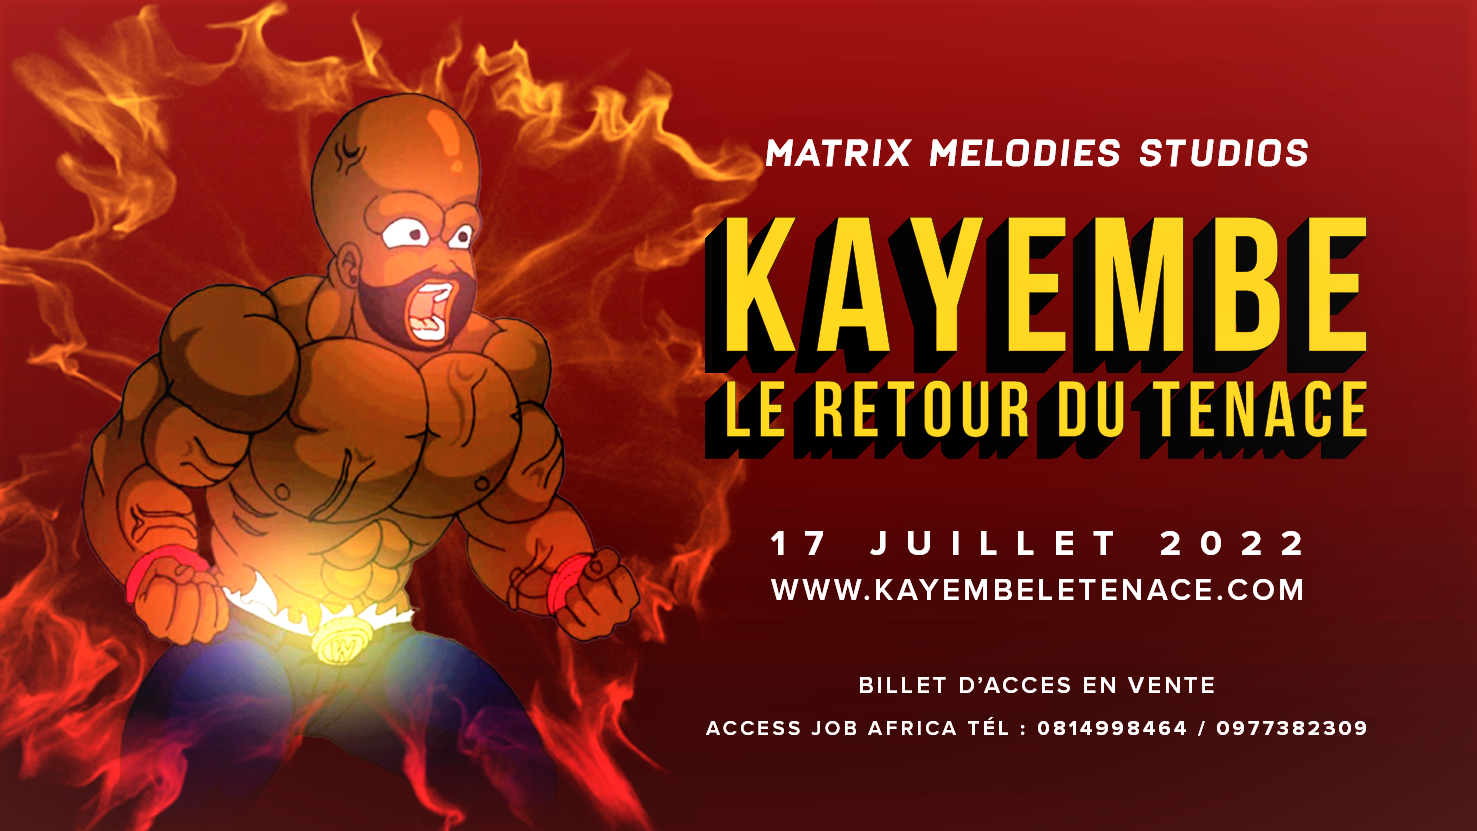 MATRIX MELODIES STUDIOS
KAYEMBE
LE RETOUR DU TENACE
17 JUILLET 2022
WWW.KAYEMBELETENACE.COM
BILLET D’ACCES EN VENTE
ACCESS JOB AFRICA TÉL : 0814998464 / 0977382309
W